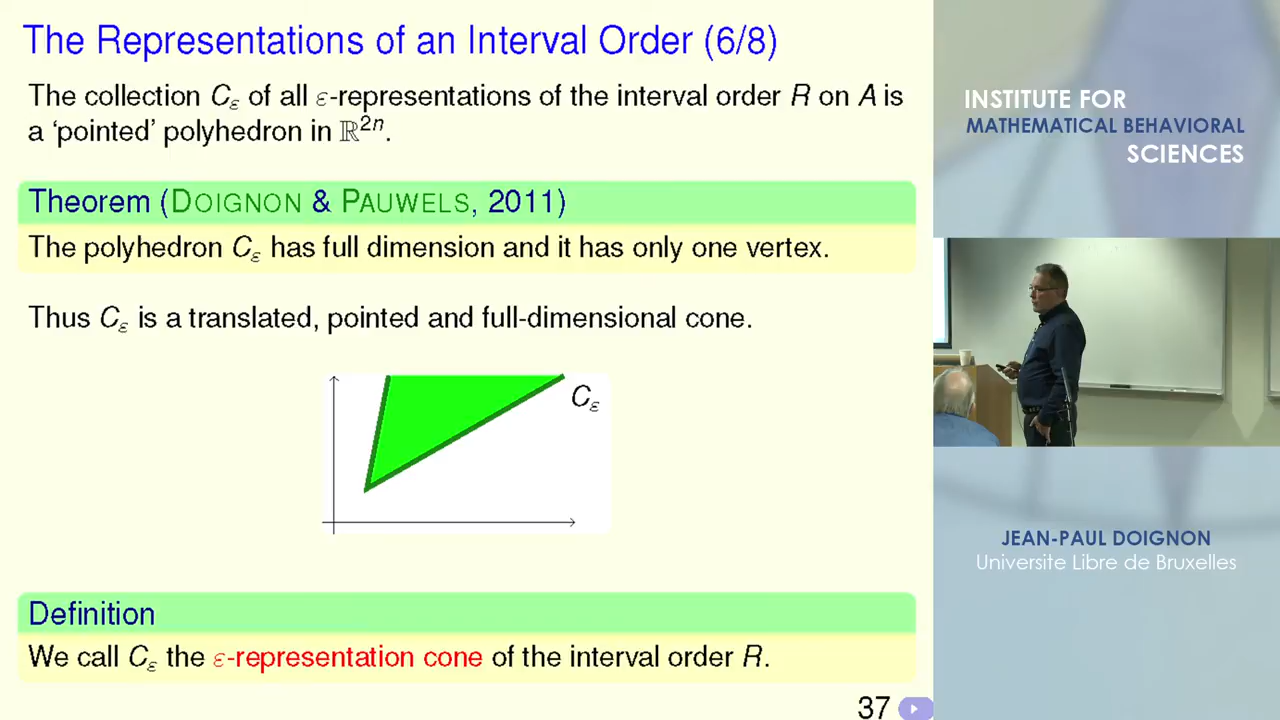 The Representations of an Interval Order (6/8)
The collection Cε of all ε-representations of the interval order R on A is
a ‘pointed’ polyhedron in ℝ²ⁿ.
Theorem (DOIGNON & PAUWELS, 2011)
The polyhedron Cε has full dimension and it has only one vertex.
Thus Cε is a translated, pointed and full-dimensional cone.
Cε
Definition
We call Cε the ε-representation cone of the interval order R.
37
INSTITUTE FOR
MATHEMATICAL BEHAVIORAL
SCIENCES
JEAN-PAUL DOIGNON
Universite Libre de Bruxelles